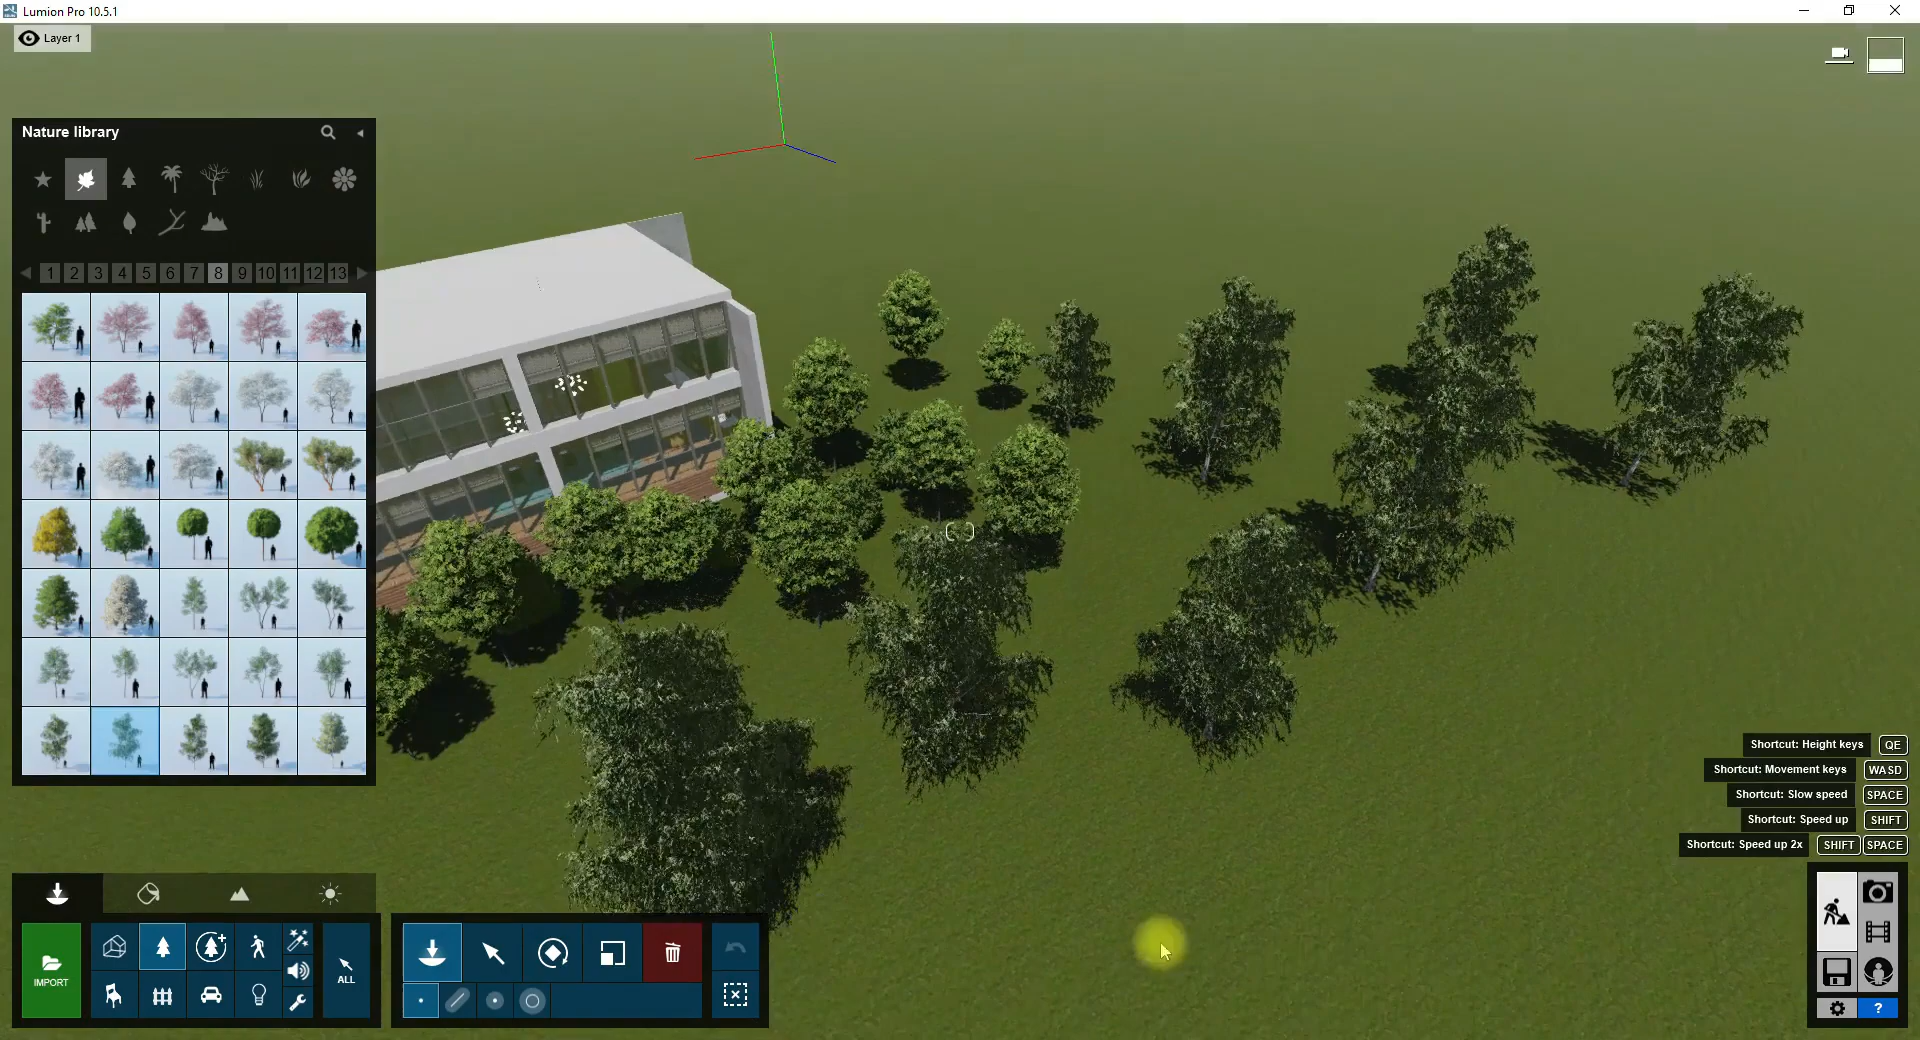 Lumion Pro 10.5.1
Layer 1
Nature library
1 2 3 4 5 6 7 8 9 10 11 12 13
Shortcut: Height keys QE
Shortcut: Movement keys WASD
Shortcut: Slow speed SPACE
Shortcut: Speed up SHIFT
Shortcut: Speed up 2x SHIFT SPACE
IMPORT
ALL
?